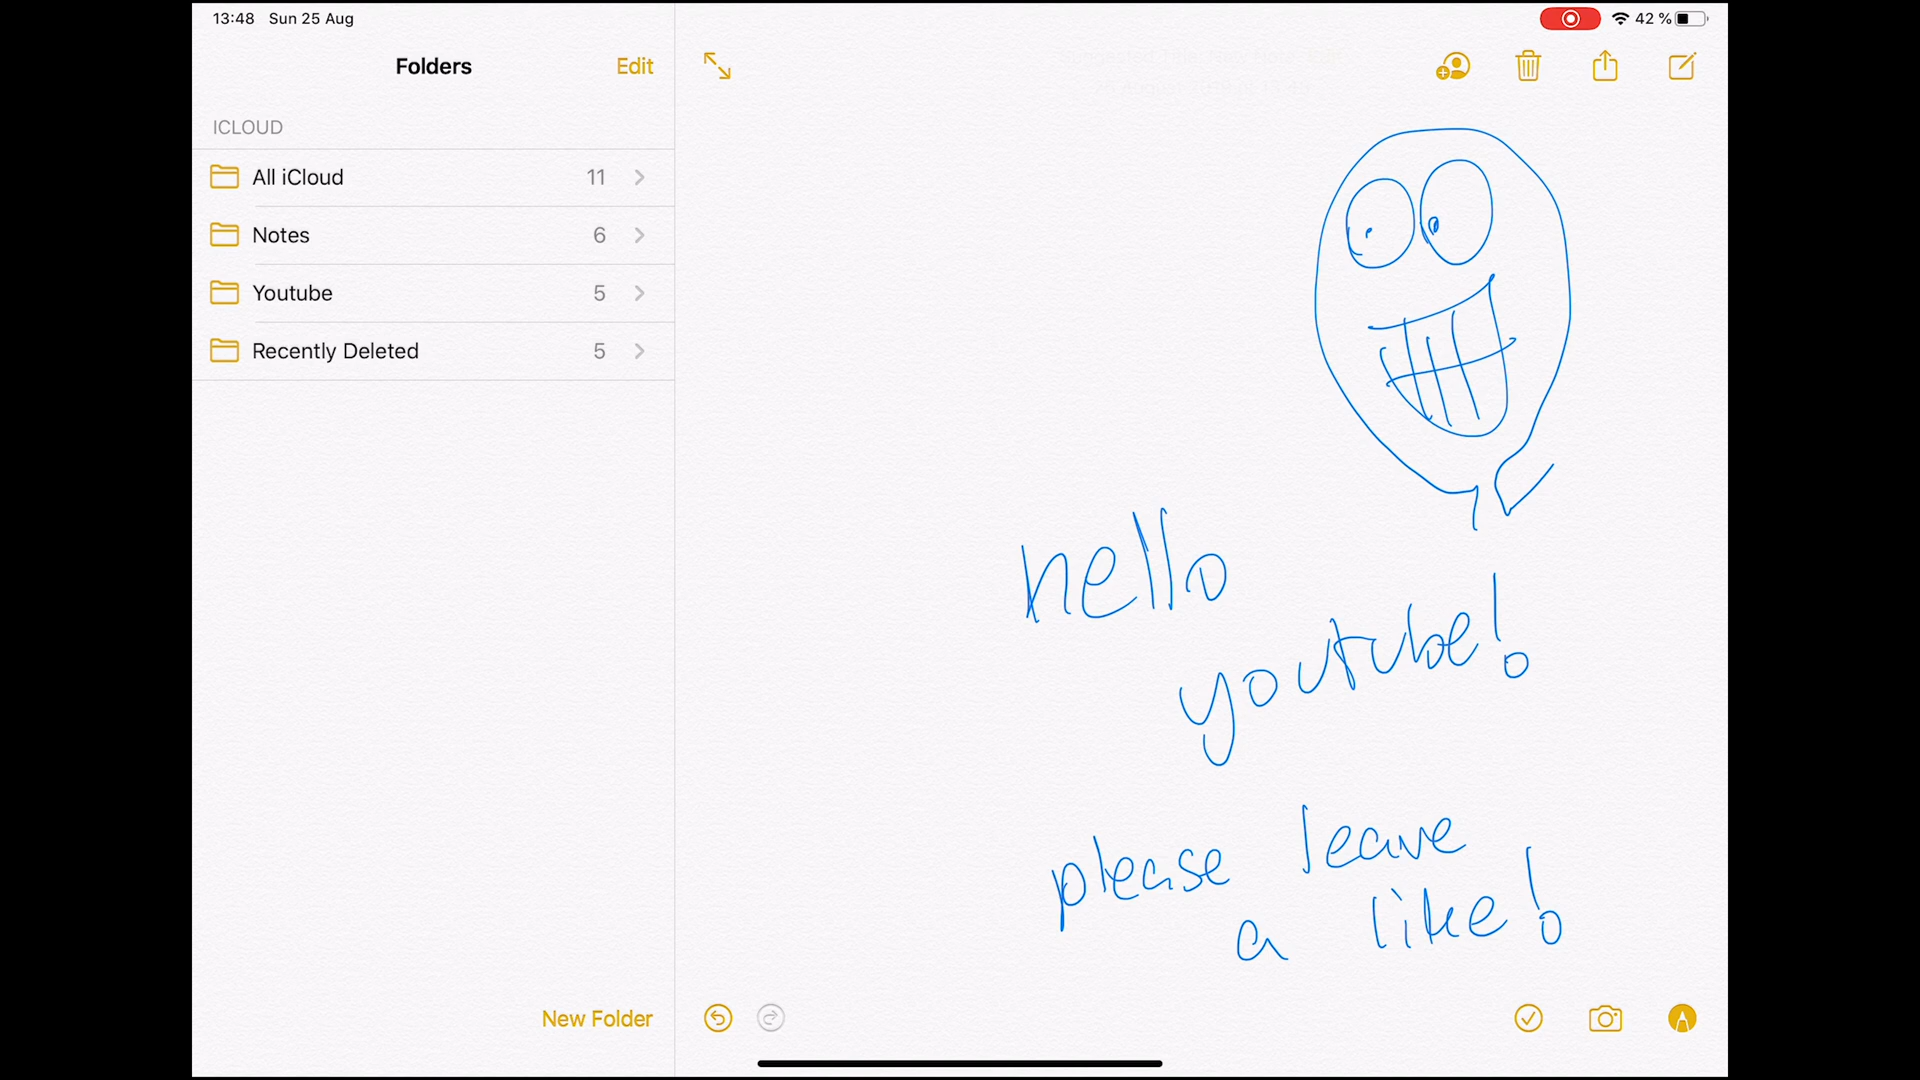 13:48 Sun 25 Aug
42 %
Folders
Edit
ICLOUD
All iCloud 11
Notes 6
Youtube 5
Recently Deleted 5
New Folder
hello
youtube!
please leave
a like!